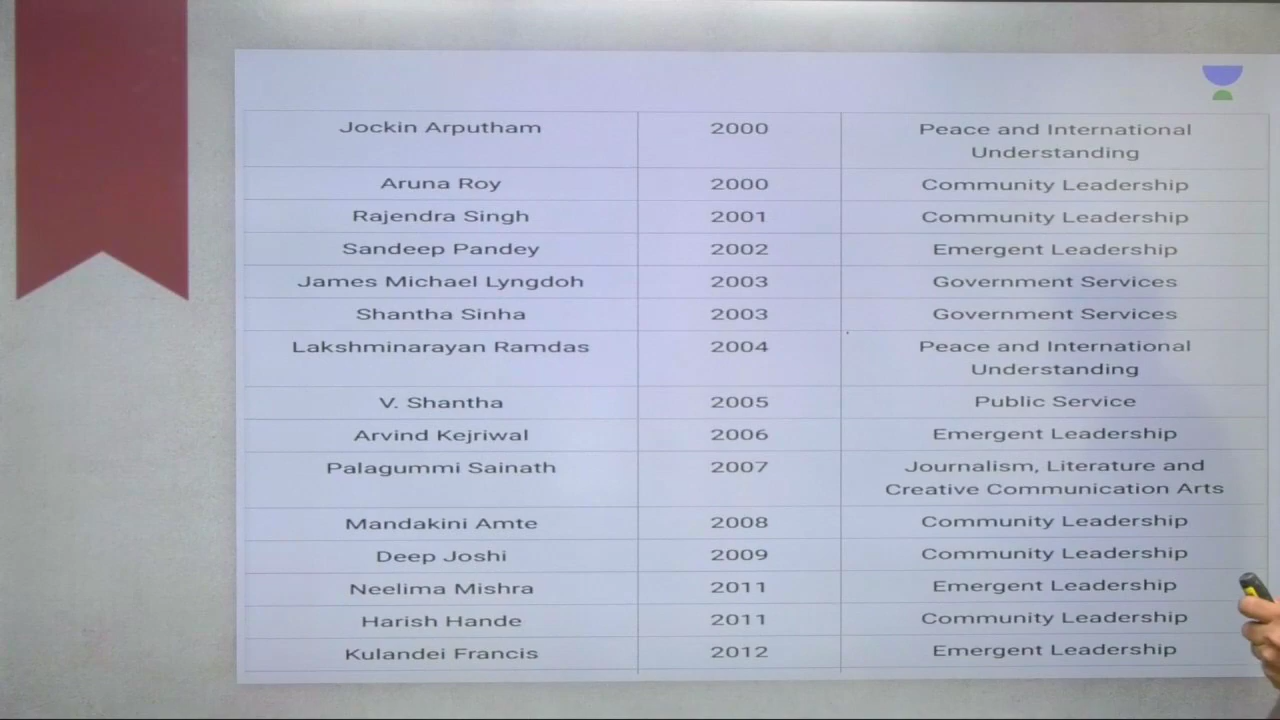 Jockin Arputham 2000 Peace and International
Understanding
Aruna Roy 2000 Community Leadership
Rajendra Singh 2001 Community Leadership
Sandeep Pandey 2002 Emergent Leadership
James Michael Lyngdoh 2003 Government Services
Shantha Sinha 2003 Government Services
Lakshminarayan Ramdas 2004 Peace and International
Understanding
V. Shantha 2005 Public Service
Arvind Kejriwal 2006 Emergent Leadership
Palagummi Sainath 2007 Journalism, Literature and
Creative Communication Arts
Mandakini Amte 2008 Community Leadership
Deep Joshi 2009 Community Leadership
Neelima Mishra 2011 Emergent Leadership
Harish Hande 2011 Community Leadership
Kulandei Francis 2012 Emergent Leadership